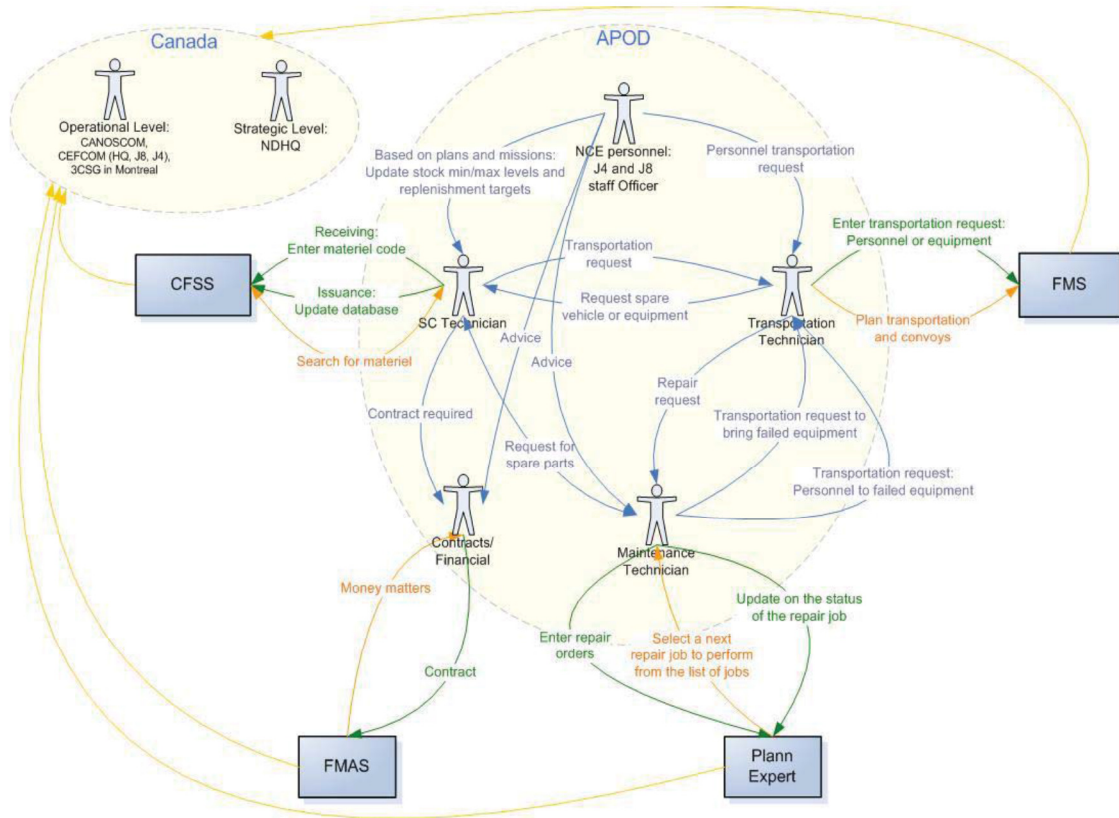 Canada
APOD
Operational Level:
CANOSCOM,
CEFCOM (HQ, J8, J4),
3CSG in Montreal
Strategic Level:
NDHQ
NCE personnel:
J4 and J8
staff Officer
Based on plans and missions:
Update stock min/max levels and
replenishment targets
Personnel transportation
request
Receiving:
Enter materiel code
Transportation
request
Enter transportation request:
Personnel or equipment
CFSS
Issuance:
Update database
SC Technician
Request spare
vehicle or equipment
Transportation
Technician
Plan transportation
and convoys
FMS
Search for materiel
Advice
Advice
Repair
request
Contract required
Request for
spare parts
Transportation request to
bring failed equipment
Transportation request:
Personnel to failed equipment
Contracts/
Financial
Maintenance
Technician
Money matters
Contract
Enter repair
orders
Select a next
repair job to perform
from the list of jobs
Update on the status
of the repair job
FMAS
Plann
Expert